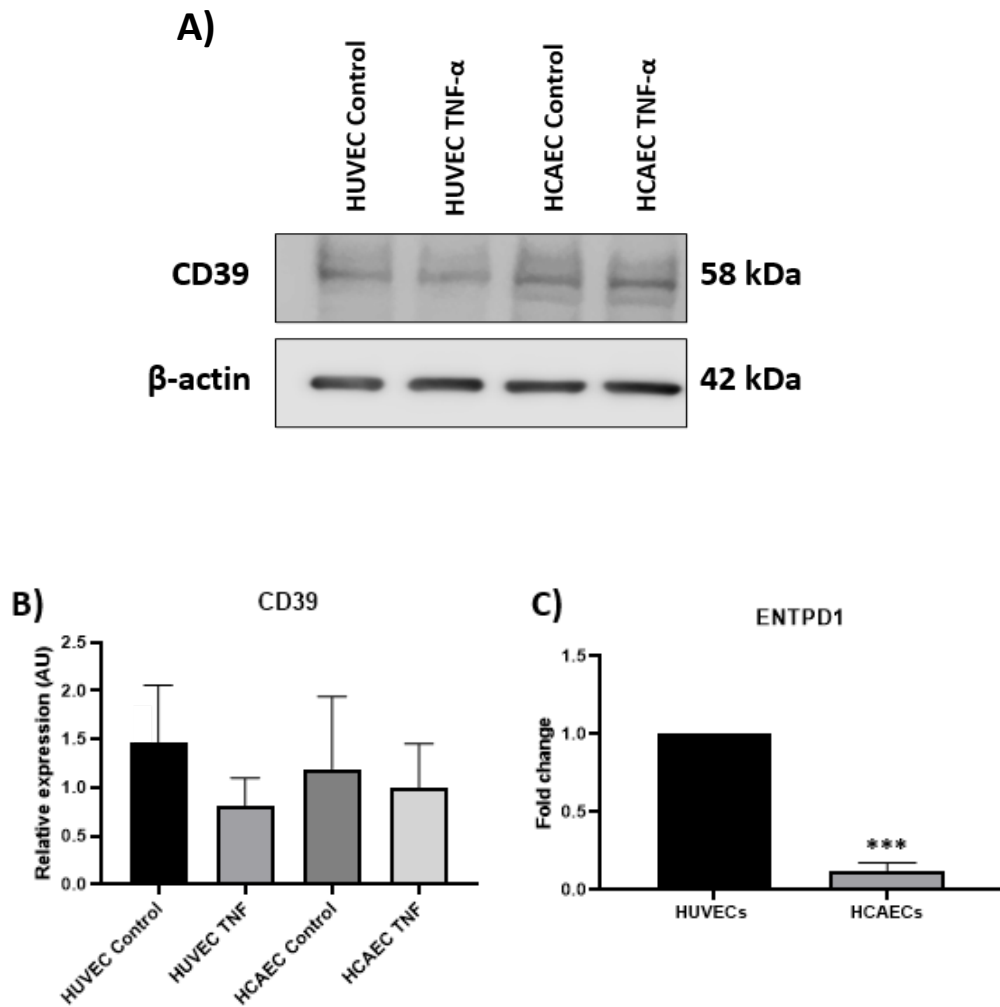 A)
HUVEC Control
HUVEC TNF-α
HCAEC Control
HCAEC TNF-α
CD39
58 kDa
β-actin
42 kDa
B)
CD39
Relative expression (AU)
2.5
2.0
1.5
1.0
0.5
0.0
HUVEC Control
HUVEC TNF
HCAEC Control
HCAEC TNF
C)
ENTPD1
Fold change
1.5
1.0
0.5
0.0
***
HUVECs
HCAECs